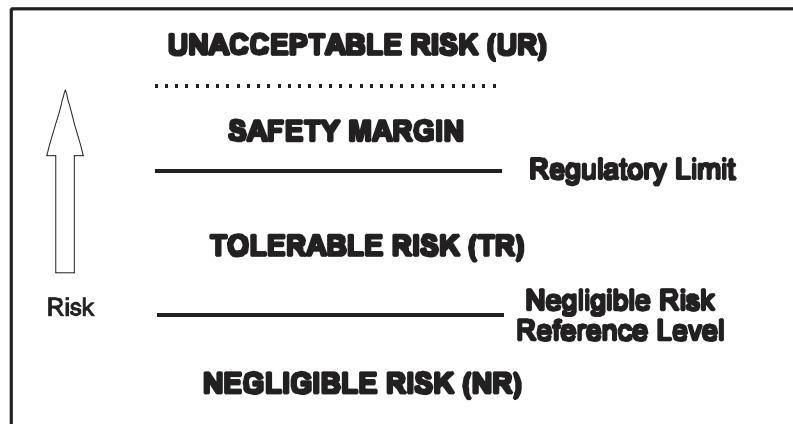 UNACCEPTABLE RISK (UR)
SAFETY MARGIN
Regulatory Limit
TOLERABLE RISK (TR)
Risk
Negligible Risk
Reference Level
NEGLIGIBLE RISK (NR)